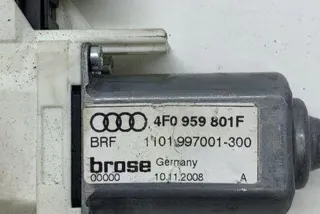 4F0 959 801F
BRF 1101.997001-300
brose Germany
00000 10.11.2008 A